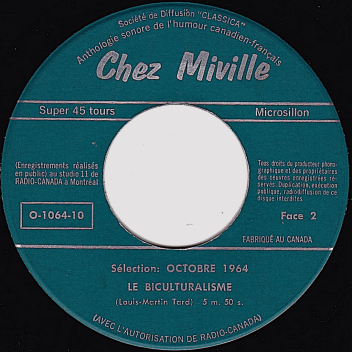 Société de Diffusion "CLASSICA"
Anthologie sonore de l'humour canadien-français
Chez Miville
Super 45 tours
Microsillon
(Enregistrements réalisés
en public) au studio 11 de
RADIO-CANADA à Montréal
Tous droits du producteur phono-
graphique et des propriétaires
des oeuvres enregistrées ré-
servés. Duplication, exécution
publique, radiodiffusion de ce
disque interdites
O-1064-10
Face 2
FABRIQUÉ AU CANADA
Sélection: OCTOBRE 1964
LE BICULTURALISME
(Louis-Martin Tard) 5 m. 50 s.
(AVEC L'AUTORISATION DE RADIO-CANADA)